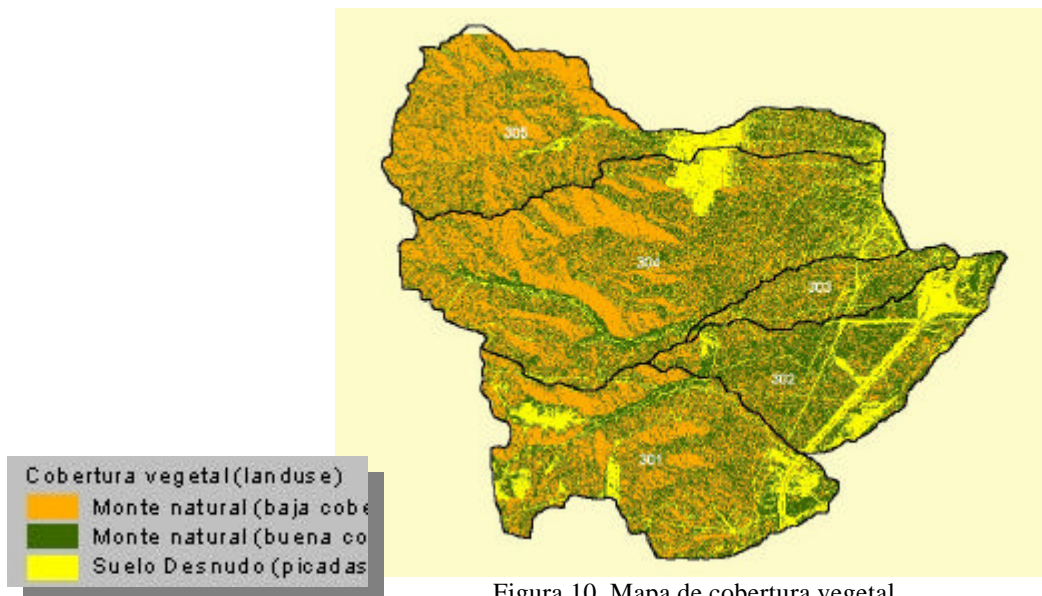 305
304
303
302
301
Cobertura vegetal (landuse)
Monte natural (baja cobe
Monte natural (buena co
Suelo Desnudo (picadas
Figura 10. Mapa de cobertura vegetal